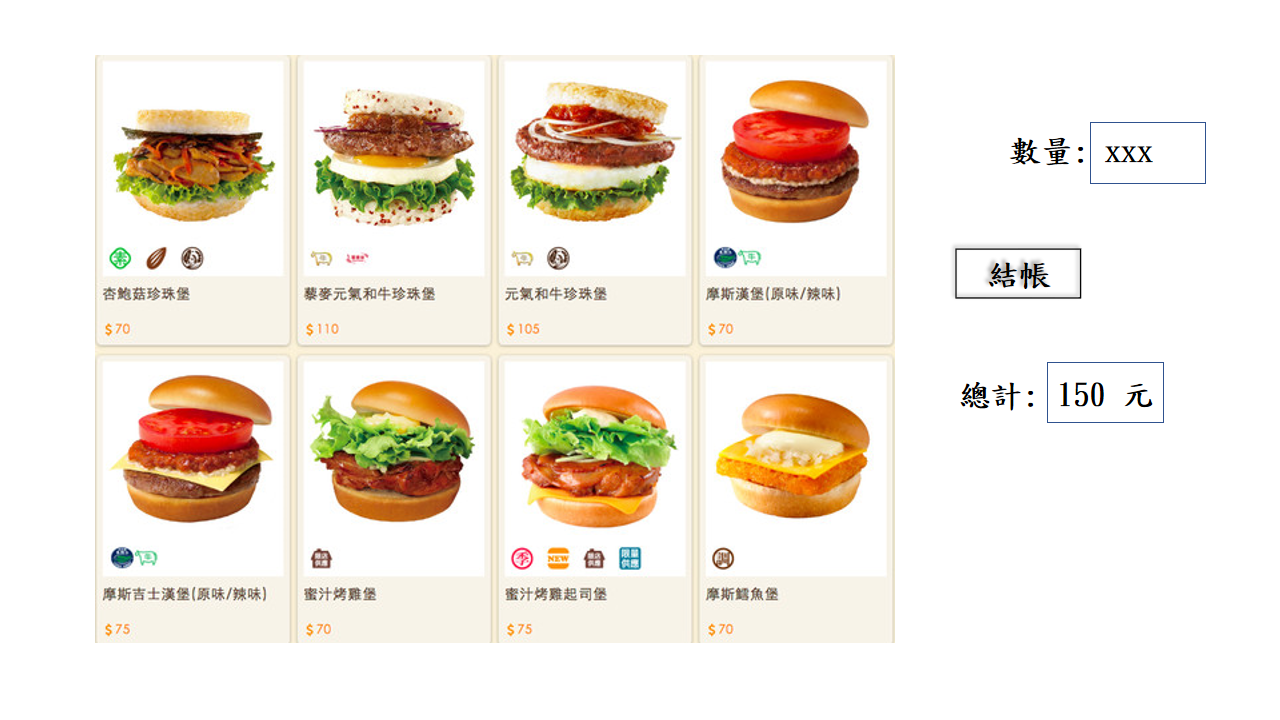 杏鮑菇珍珠堡
$70
藜麥元氣和牛珍珠堡
$110
元氣和牛珍珠堡
$105
摩斯漢堡(原味/辣味)
$70
素
摩斯吉士漢堡(原味/辣味)
$75
蜜汁烤雞堡
$70
蜜汁烤雞起司堡
$75
摩斯鱈魚堡
$70
季
NEW
限量
供應
調
數量: xxx
結帳
總計: 150 元